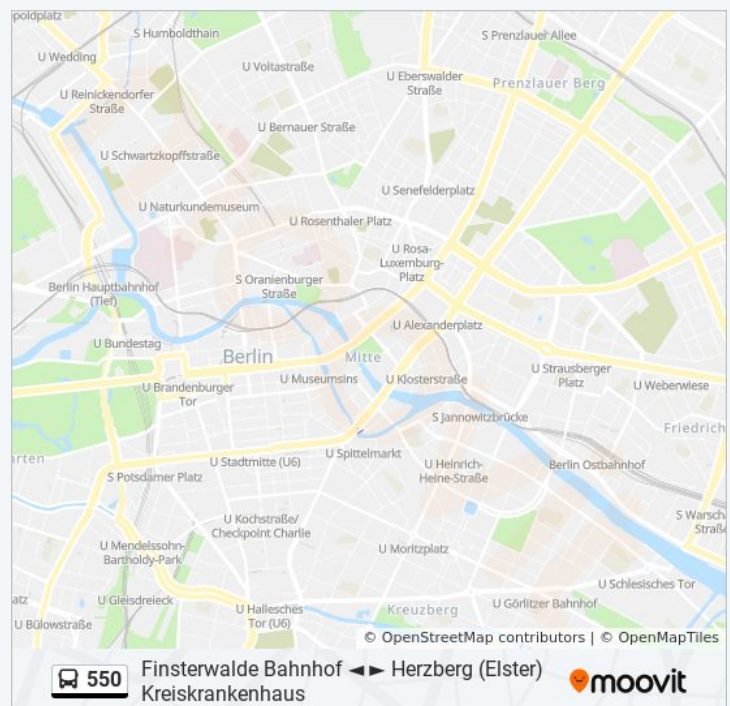 poldplatz
S Humboldthain
S Prenzlauer Allee
U Wedding
U Voltastraße
U Eberswalder
Straße
Prenzlauer Berg
U Reinickendorfer
Straße
U Bernauer Straße
U Schwartzkopffstraße
U Senefelderplatz
U Naturkundemuseum
U Rosenthaler Platz
U Rosa-
Luxemburg-
Platz
S Oranienburger
Straße
Berlin Hauptbahnhof
(Tief)
U Alexanderplatz
U Bundestag
Berlin
Mitte
U Strausberger
Platz
U Museumsins
U Klosterstraße
U Weberwiese
U Brandenburger
Tor
S Jannowitzbrücke
Friedrich
arten
U Spittelmarkt
U Stadtmitte (U6)
U Heinrich-
Heine-Straße
Berlin Ostbahnhof
S Potsdamer Platz
S Warsch
Straße
U Kochstraße/
Checkpoint Charlie
U Mendelssohn-
Bartholdy-Park
U Moritzplatz
U Schlesisches Tor
atz
U Gleisdreieck
U Hallesches
Tor (U6)
Kreuzberg
U Görlitzer Bahnhof
U Bülowstraße
© OpenStreetMap contributors | © OpenMapTiles
550
Finsterwalde Bahnhof ◄► Herzberg (Elster)
Kreiskrankenhaus
moovit